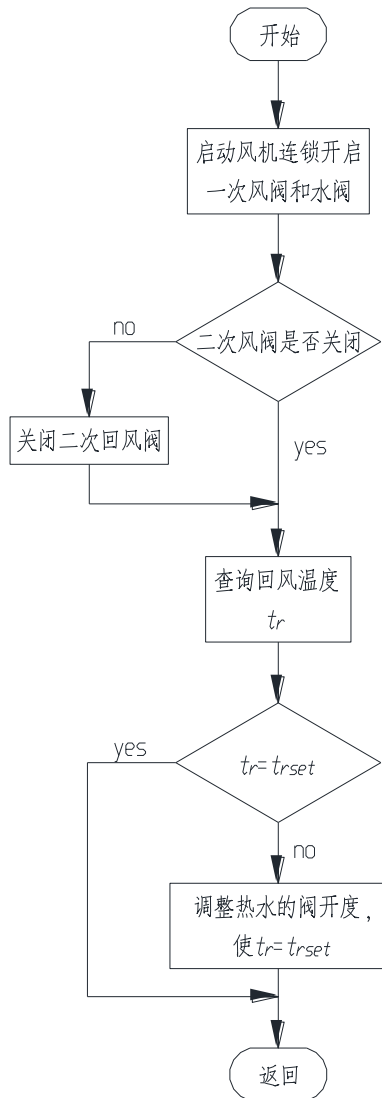 开始
启动风机连锁开启
一次风阀和水阀
二次风阀是否关闭
no
关闭二次回风阀
yes
查询回风温度
tr
yes
tr=trset
no
调整热水的阀开度，
使tr=trset
返回